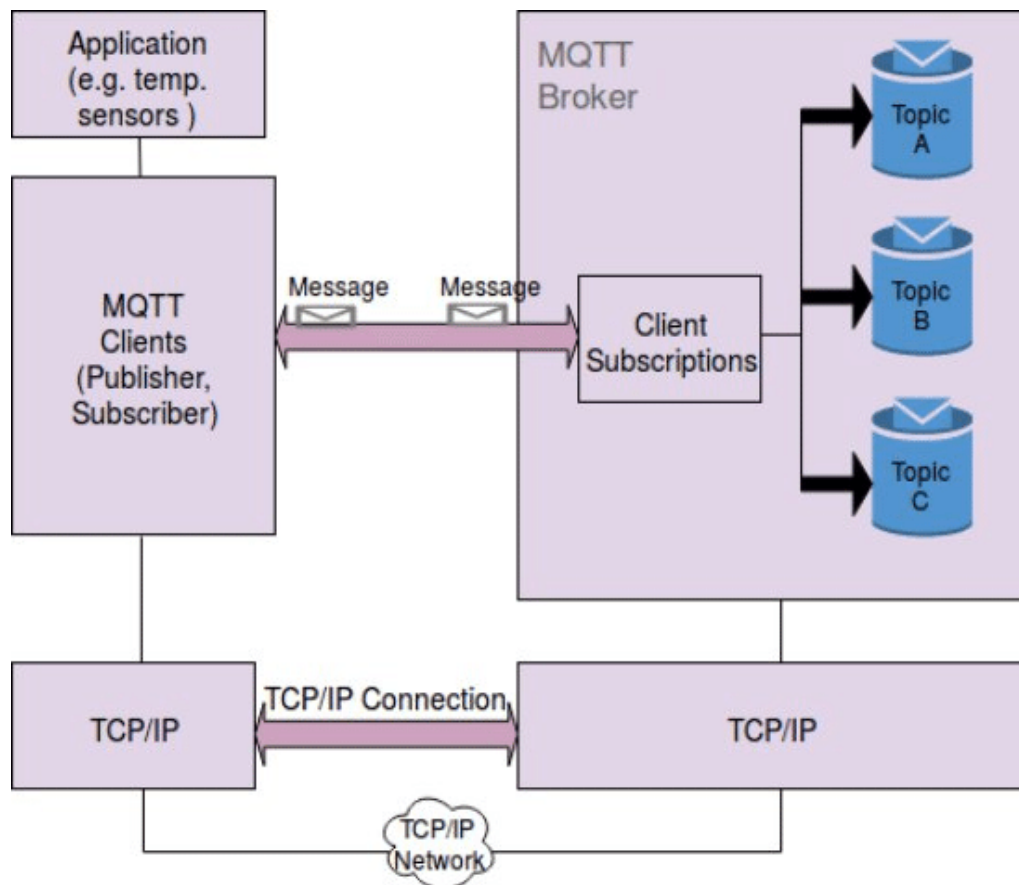 Application
(e.g. temp.
sensors )
MQTT
Broker
Topic
A
Topic
B
Topic
C
MQTT
Clients
(Publisher,
Subscriber)
Message
Message
Client
Subscriptions
TCP/IP
TCP/IP Connection
TCP/IP
TCP/IP
Network